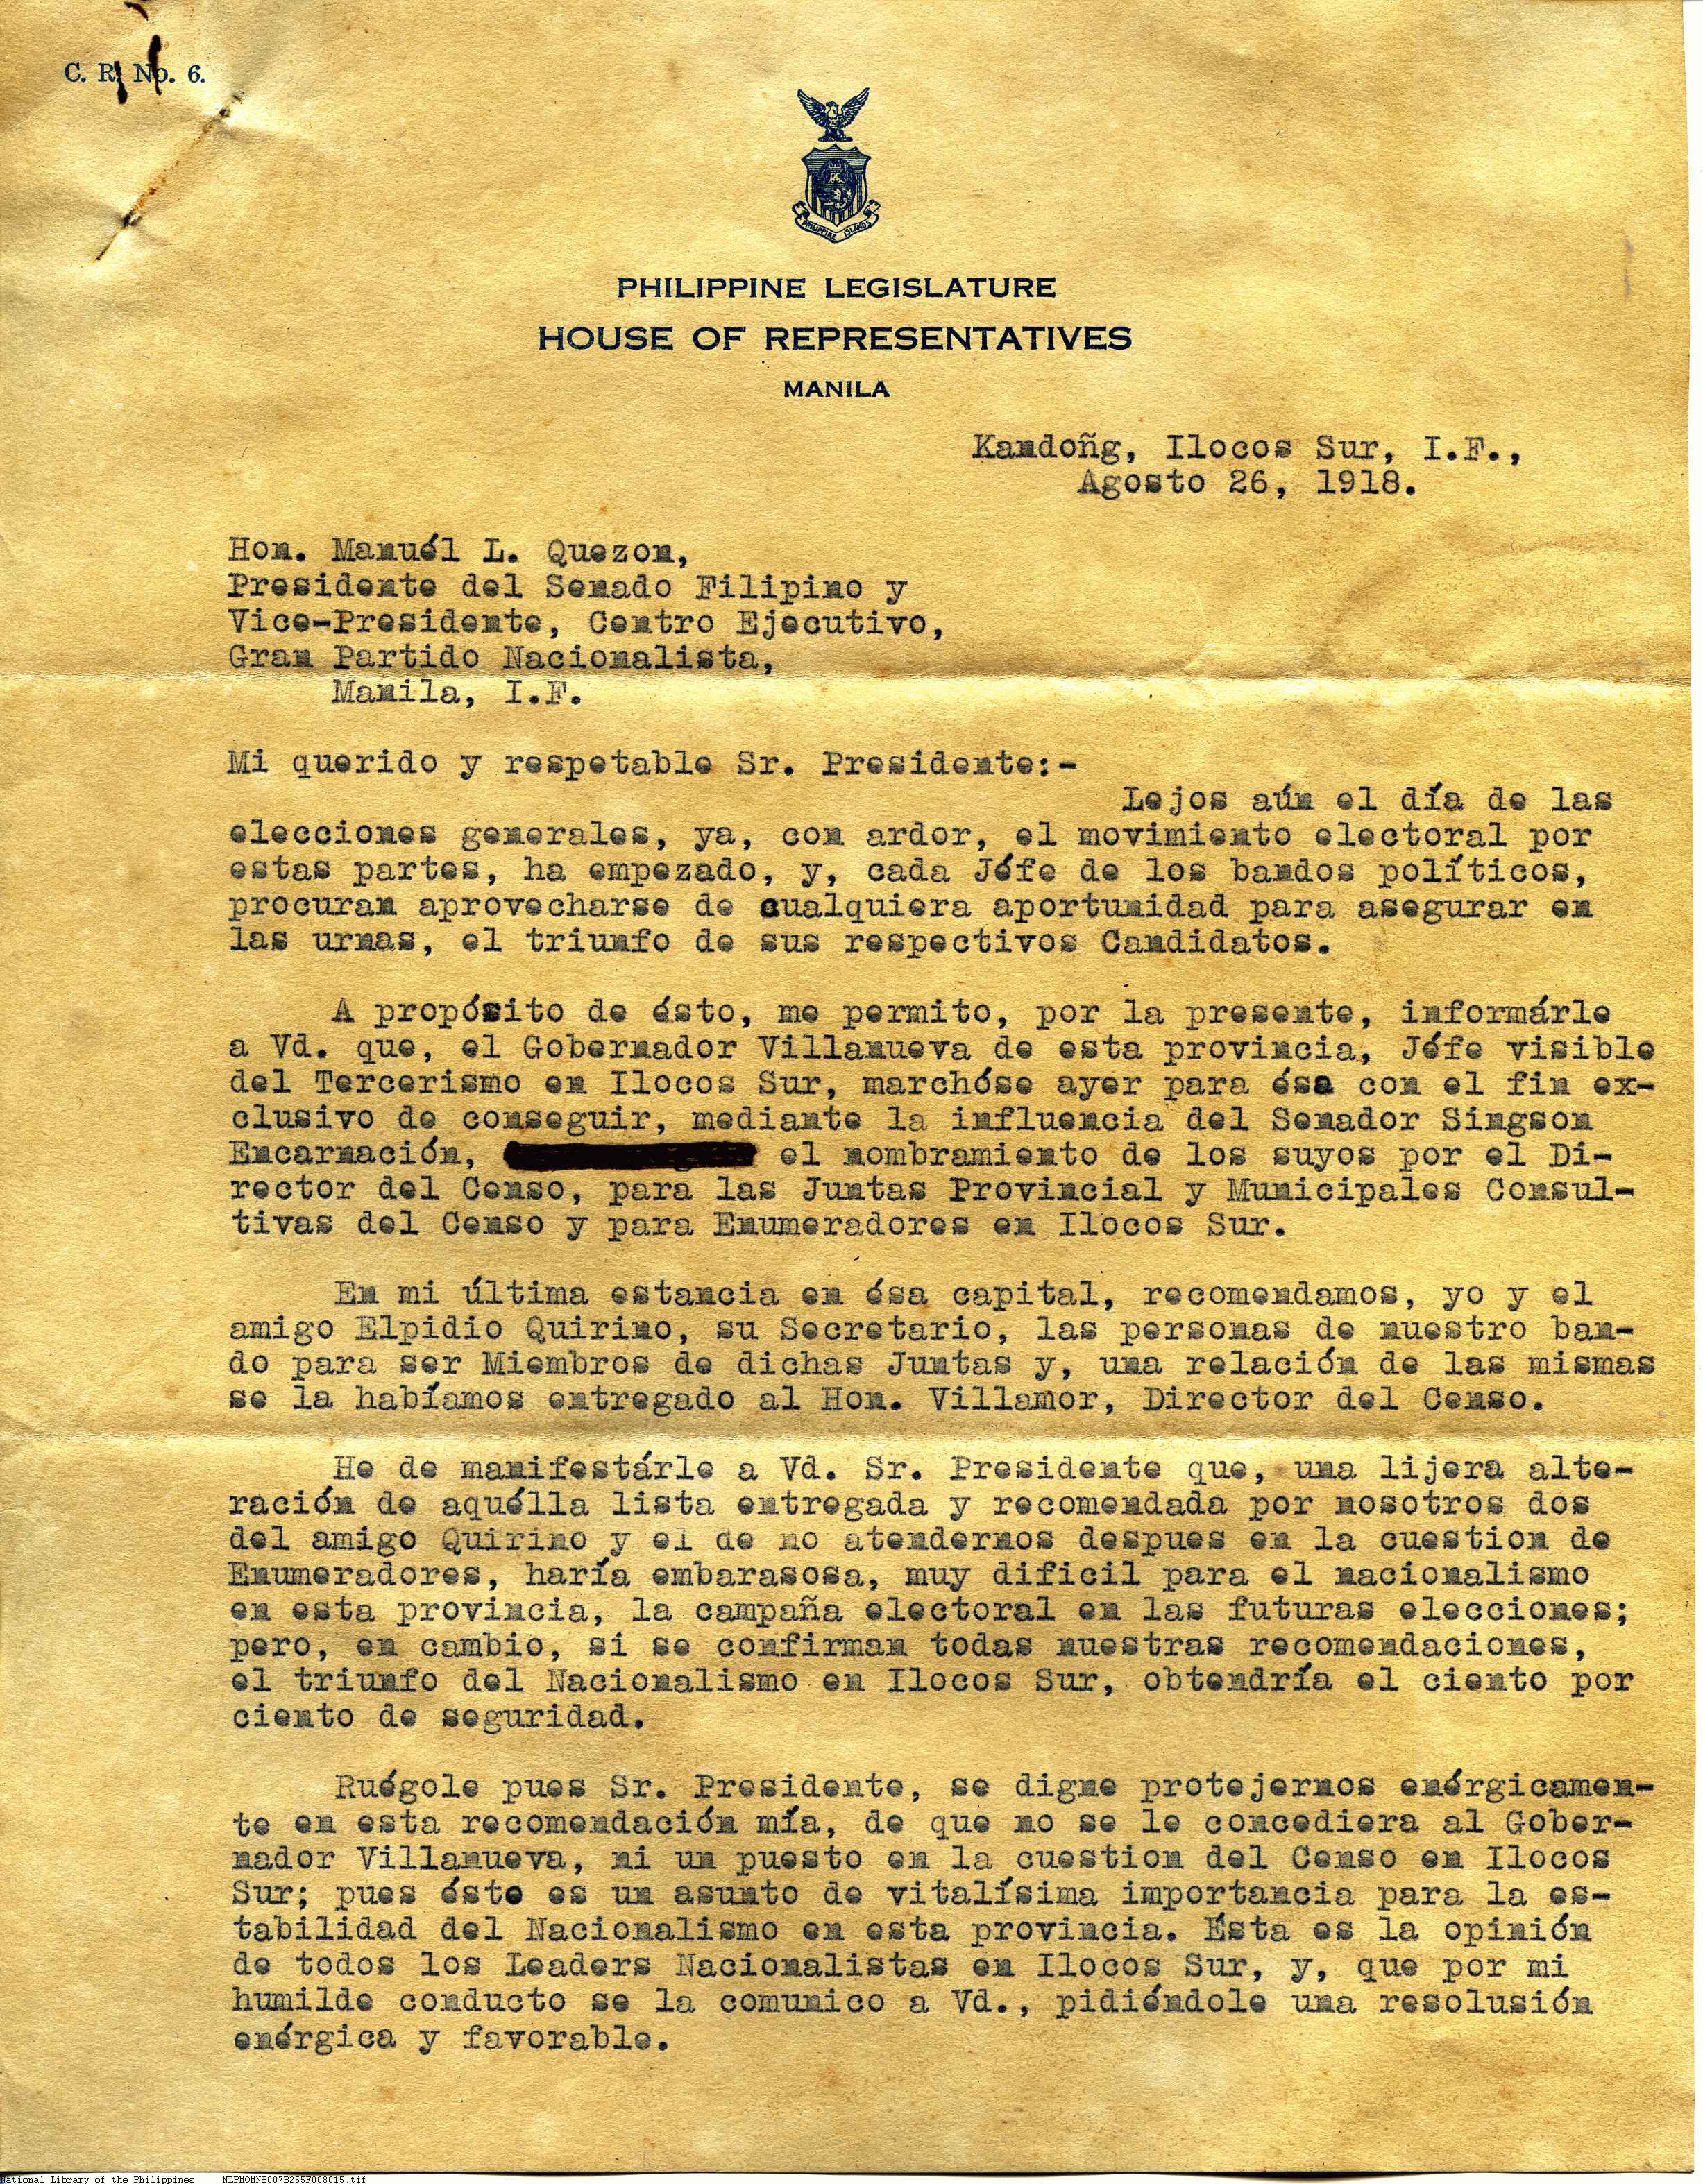 C. R. No. 6.
PHILIPPINE ISLANDS
PHILIPPINE LEGISLATURE
HOUSE OF REPRESENTATIVES
MANILA
Kandoñg, Ilocos Sur, I.F.,
Agosto 26, 1918.
Hon. Manuél L. Quezon,
Presidente del Senado Filipino y
Vice-Presidente, Centro Ejecutivo,
Gran Partido Nacionalista,
Manila, I.F.
Mi querido y respetable Sr. Presidente:-
Lejos aún el día de las
elecciones generales, ya, con ardor, el movimiento electoral por
estas partes, ha empezado, y, cada Jéfe de los bandos políticos,
procuran aprovecharse de cualquiera aportunidad para asegurar en
las urnas, el triunfo de sus respectivos Candidatos.
A propósito de ésto, me permito, por la presente, informárle
a Vd. que, el Gobernador Villanueva de esta provincia, Jéfe visible
del Tercerismo en Ilocos Sur, marchóse ayer para ésa con el fin ex-
clusivo de conseguir, mediante la influencia del Senador Singson
Encarnación, el nombramiento de los suyos por el Di-
rector del Censo, para las Juntas Provincial y Municipales Consul-
tivas del Censo y para Enumeradores en Ilocos Sur.
En mi última estancia en ésa capital, recomendamos, yo y el
amigo Elpidio Quirino, su Secretario, las personas de nuestro ban-
do para ser Miembros de dichas Juntas y, una relación de las mismas
se la habíamos entregado al Hon. Villamor, Director del Censo.
He de manifestárle a Vd. Sr. Presidente que, una lijera alte-
ración de aquélla lista entregada y recomendada por nosotros dos
del amigo Quirino y el de no atendernos despues en la cuestion de
Enumeradores, haría embarasosa, muy dificil para el nacionalismo
en esta provincia, la campaña electoral en las futuras elecciones;
pero, en cambio, si se confirman todas nuestras recomendaciones,
el triunfo del Nacionalismo en Ilocos Sur, obtendría el ciento por
ciento de seguridad.
Ruégole pues Sr. Presidente, se digne protejernos enérgicamen-
te en esta recomendación mía, de que no se le concediera al Gober-
nador Villanueva, ni un puesto en la cuestion del Censo en Ilocos
Sur; pues éste es un asunto de vitalísima importancia para la es-
tabilidad del Nacionalismo en esta provincia. Ésta es la opinión
de todos los Leaders Nacionalistas en Ilocos Sur, y, que por mi
humilde conducto se la comunico a Vd., pidiéndole una resolusión
enérgica y favorable.
National Library of the Philippines NLPMQMNS007B255F008015.tif